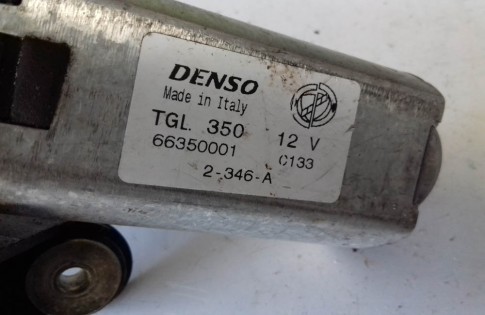 DENSO
Made in Italy
TGL. 350 12 V
66350001 C133
2-346-A